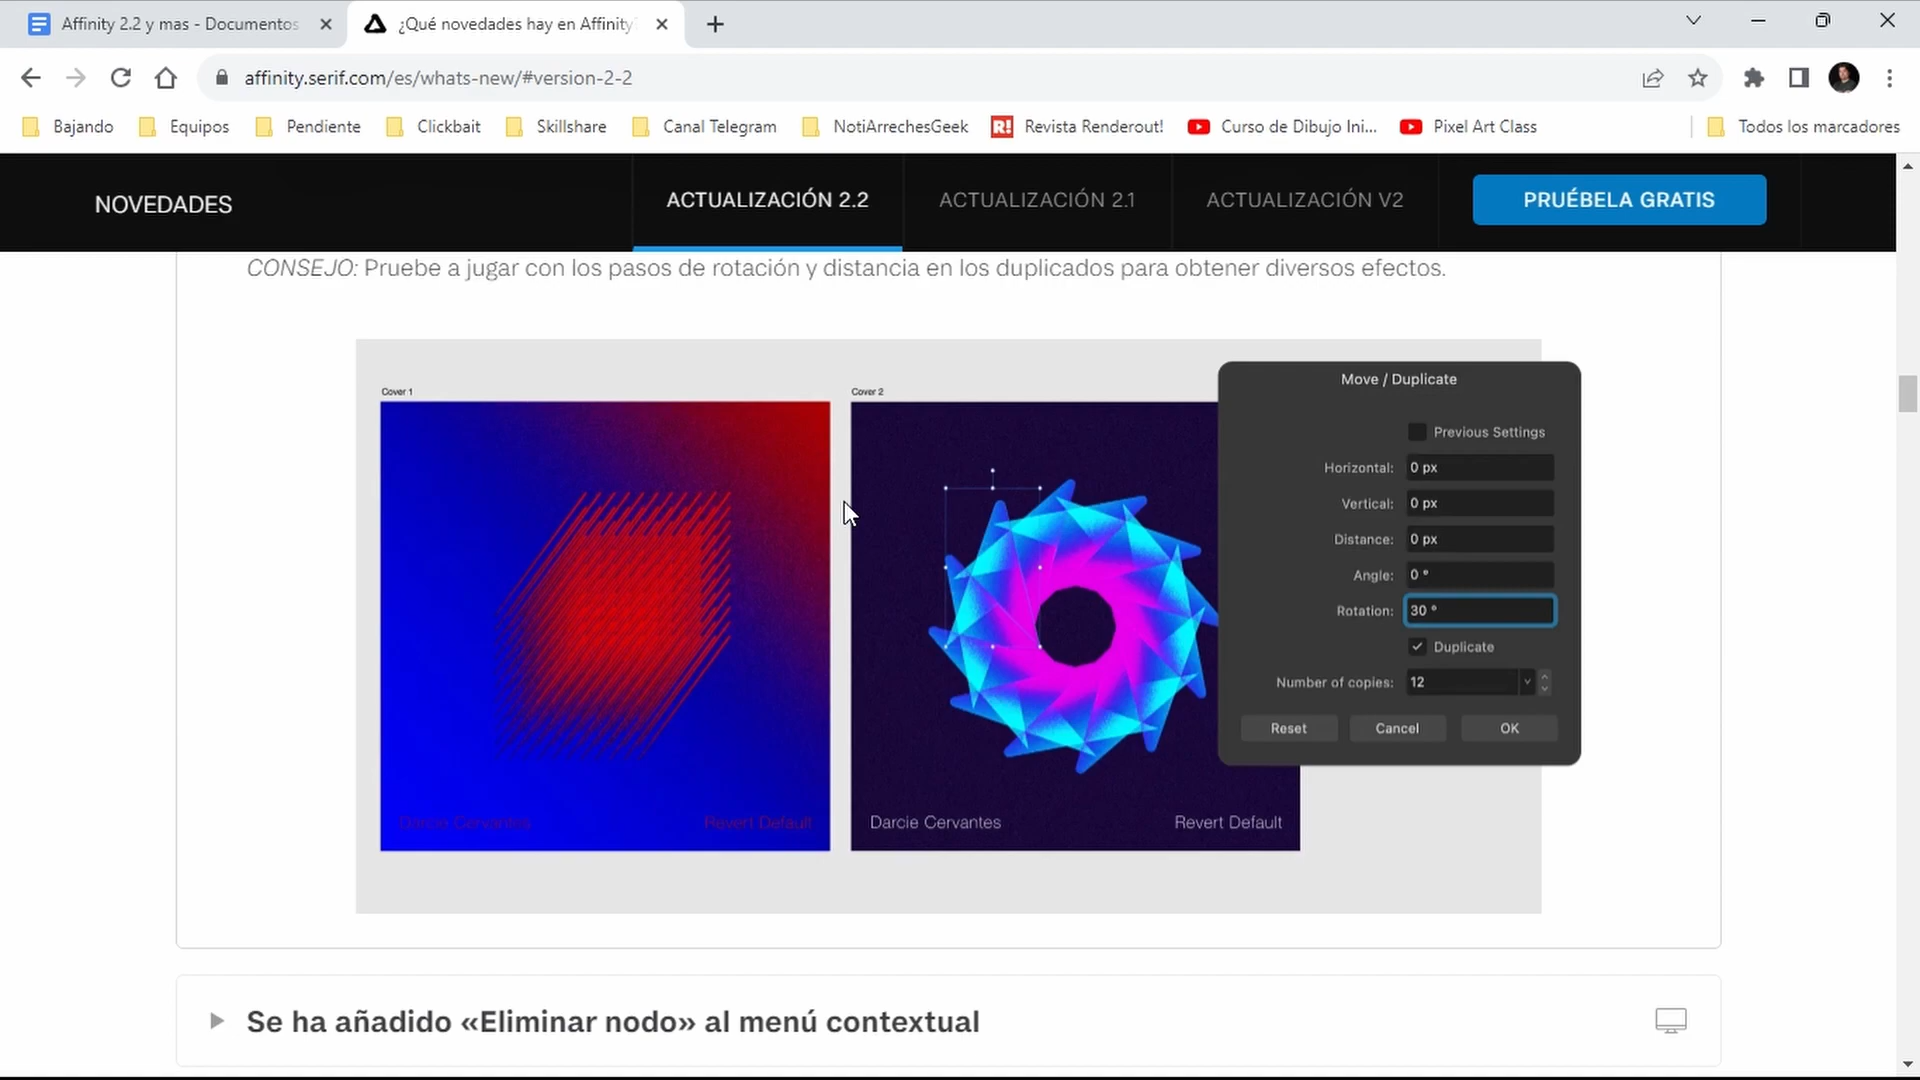 Affinity 2.2 y mas - Documentos
¿Qué novedades hay en Affinity
affinity.serif.com/es/whats-new/#version-2-2
Bajando
Equipos
Pendiente
Clickbait
Skillshare
Canal Telegram
NotiArrechesGeek
R!
Revista Renderout!
Curso de Dibujo Ini...
Pixel Art Class
Todos los marcadores
NOVEDADES
ACTUALIZACIÓN 2.2
ACTUALIZACIÓN 2.1
ACTUALIZACIÓN V2
PRUÉBELA GRATIS
CONSEJO: Pruebe a jugar con los pasos de rotación y distancia en los duplicados para obtener diversos efectos.
Cover 1
Darcie Cervantes
Revert Default
Cover 2
Darcie Cervantes
Revert Default
Move / Duplicate
Previous Settings
Horizontal: 0 px
Vertical: 0 px
Distance: 0 px
Angle: 0 °
Rotation: 30 °
Duplicate
Number of copies: 12
Reset
Cancel
OK
Se ha añadido «Eliminar nodo» al menú contextual